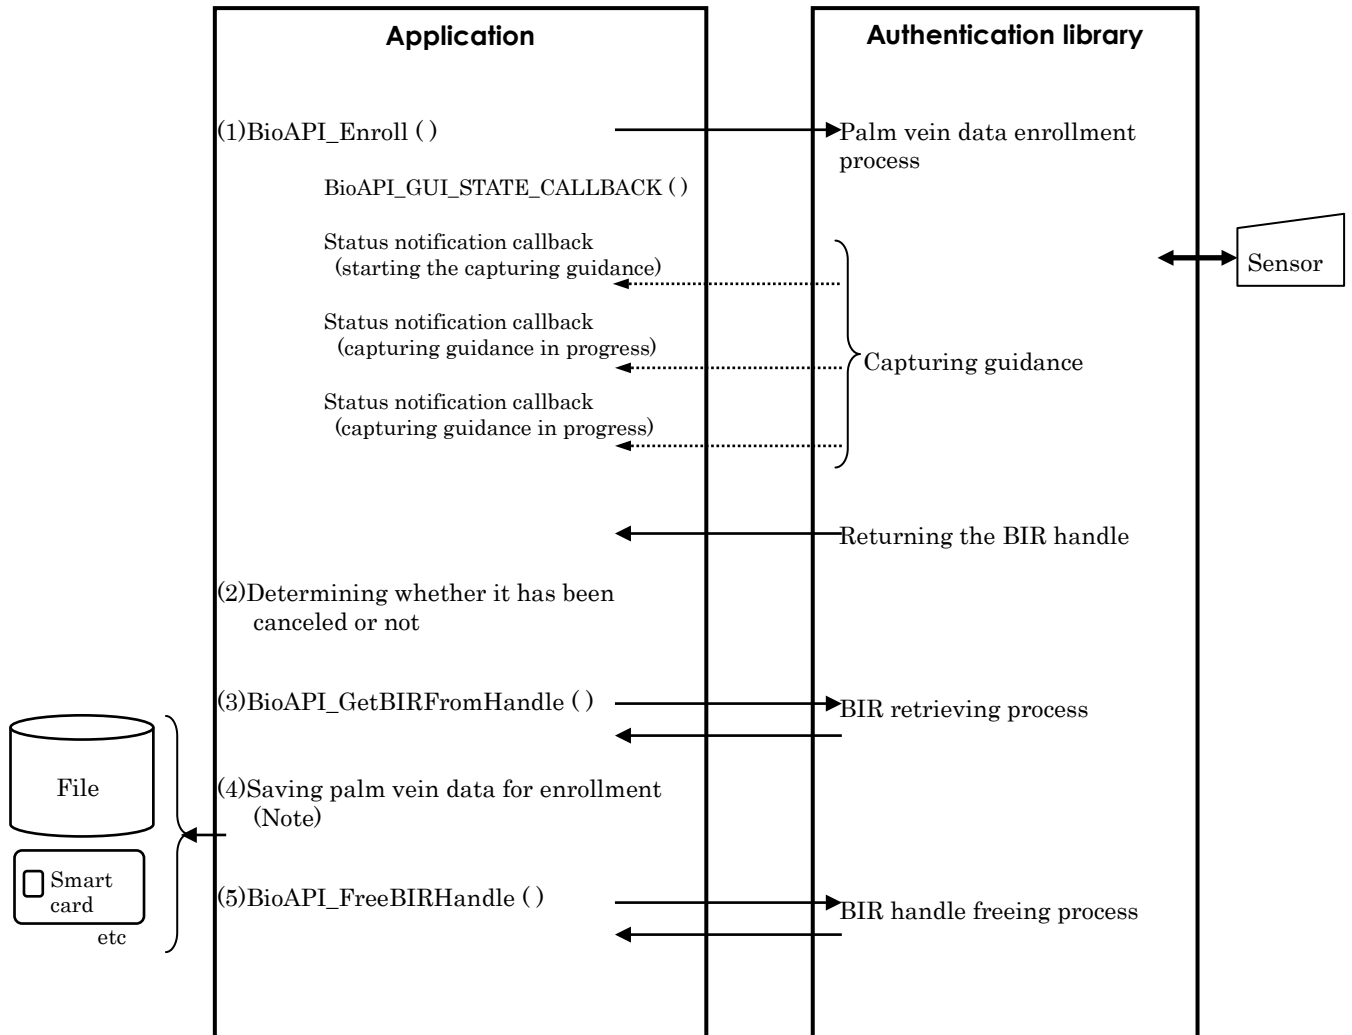 Application
Authentication library
(1)BioAPI_Enroll ( )
Palm vein data enrollment
process
BioAPI_GUI_STATE_CALLBACK ( )
Status notification callback
(starting the capturing guidance)
Sensor
Status notification callback
(capturing guidance in progress)
Capturing guidance
Status notification callback
(capturing guidance in progress)
Returning the BIR handle
(2)Determining whether it has been
canceled or not
(3)BioAPI_GetBIRFromHandle ( )
BIR retrieving process
File
(4)Saving palm vein data for enrollment
(Note)
Smart
card
etc
(5)BioAPI_FreeBIRHandle ( )
BIR handle freeing process